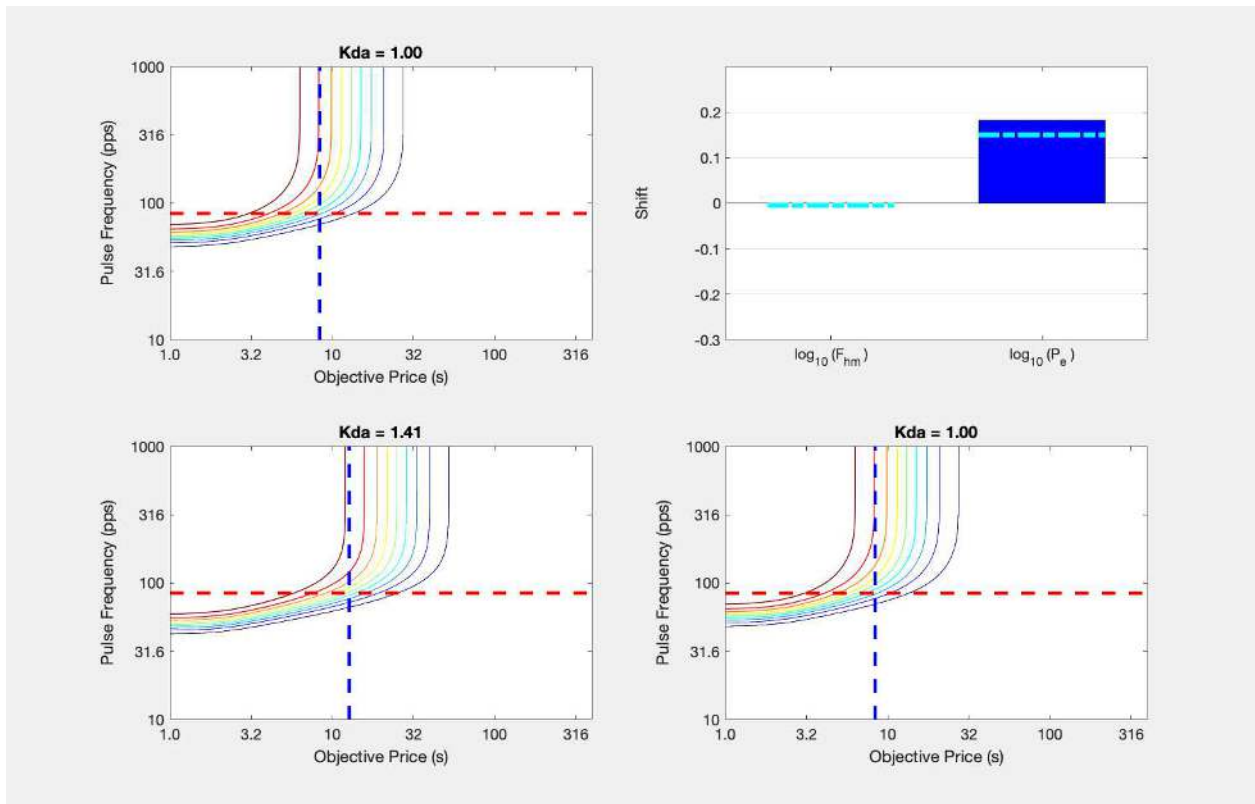 Kda = 1.00
1000
316
100
31.6
10
Pulse Frequency (pps)
1.0 3.2 10 32 100 316
Objective Price (s)
0.2
0.1
0
-0.1
-0.2
-0.3
Shift
log10(Fhm) log10(Pe)
Kda = 1.41
1000
316
100
31.6
10
Pulse Frequency (pps)
1.0 3.2 10 32 100 316
Objective Price (s)
Kda = 1.00
1000
316
100
31.6
10
Pulse Frequency (pps)
1.0 3.2 10 32 100 316
Objective Price (s)